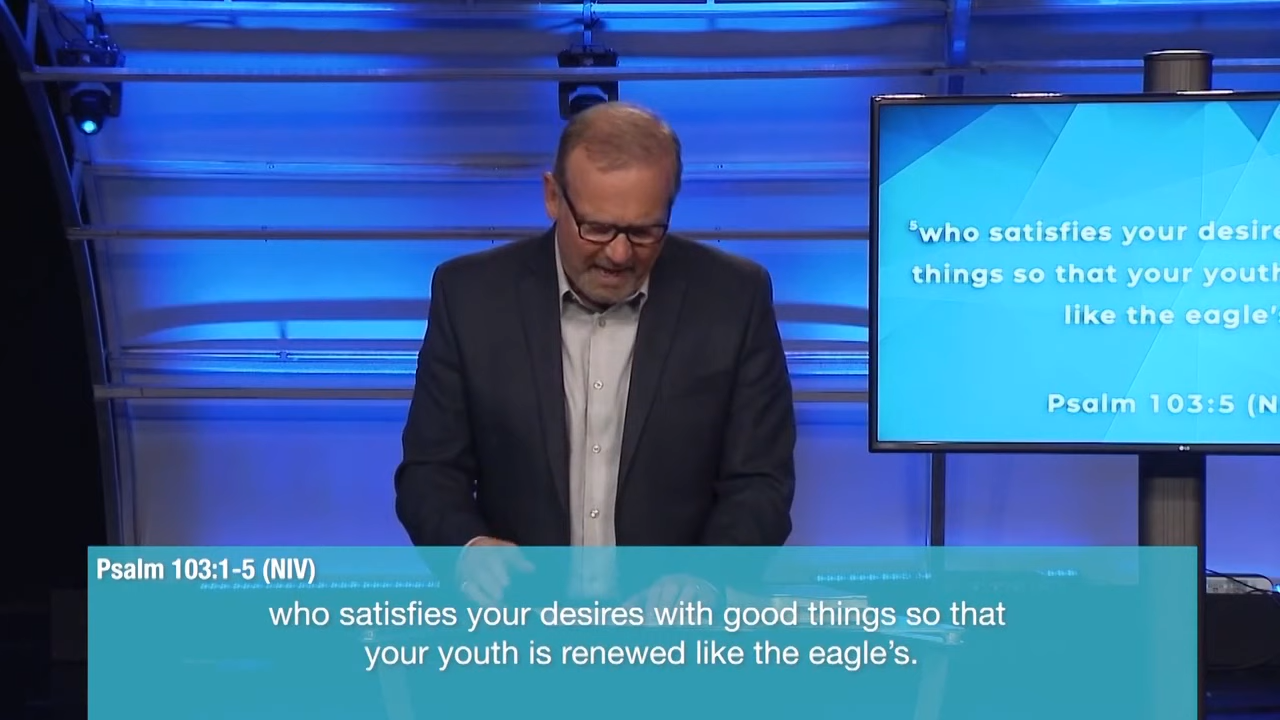 ⁵who satisfies your desire
things so that your youth
like the eagle's
Psalm 103:5 (N
LG
Psalm 103:1-5 (NIV)
who satisfies your desires with good things so that
your youth is renewed like the eagle’s.